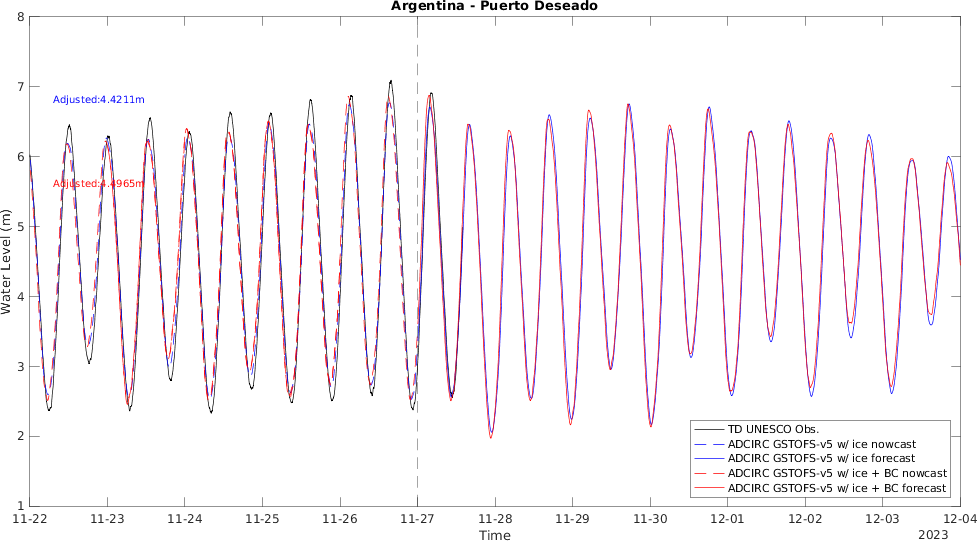 Argentina - Puerto Deseado
8
7
6
5
4
3
2
1
Water Level (m)
Adjusted:4.4211m
Adjusted:4.4965m
TD UNESCO Obs.
ADCIRC GSTOFS-v5 w/ ice nowcast
ADCIRC GSTOFS-v5 w/ ice forecast
ADCIRC GSTOFS-v5 w/ ice + BC nowcast
ADCIRC GSTOFS-v5 w/ ice + BC forecast
11-22 11-23 11-24 11-25 11-26 11-27 11-28 11-29 11-30 12-01 12-02 12-03 12-04
Time
2023